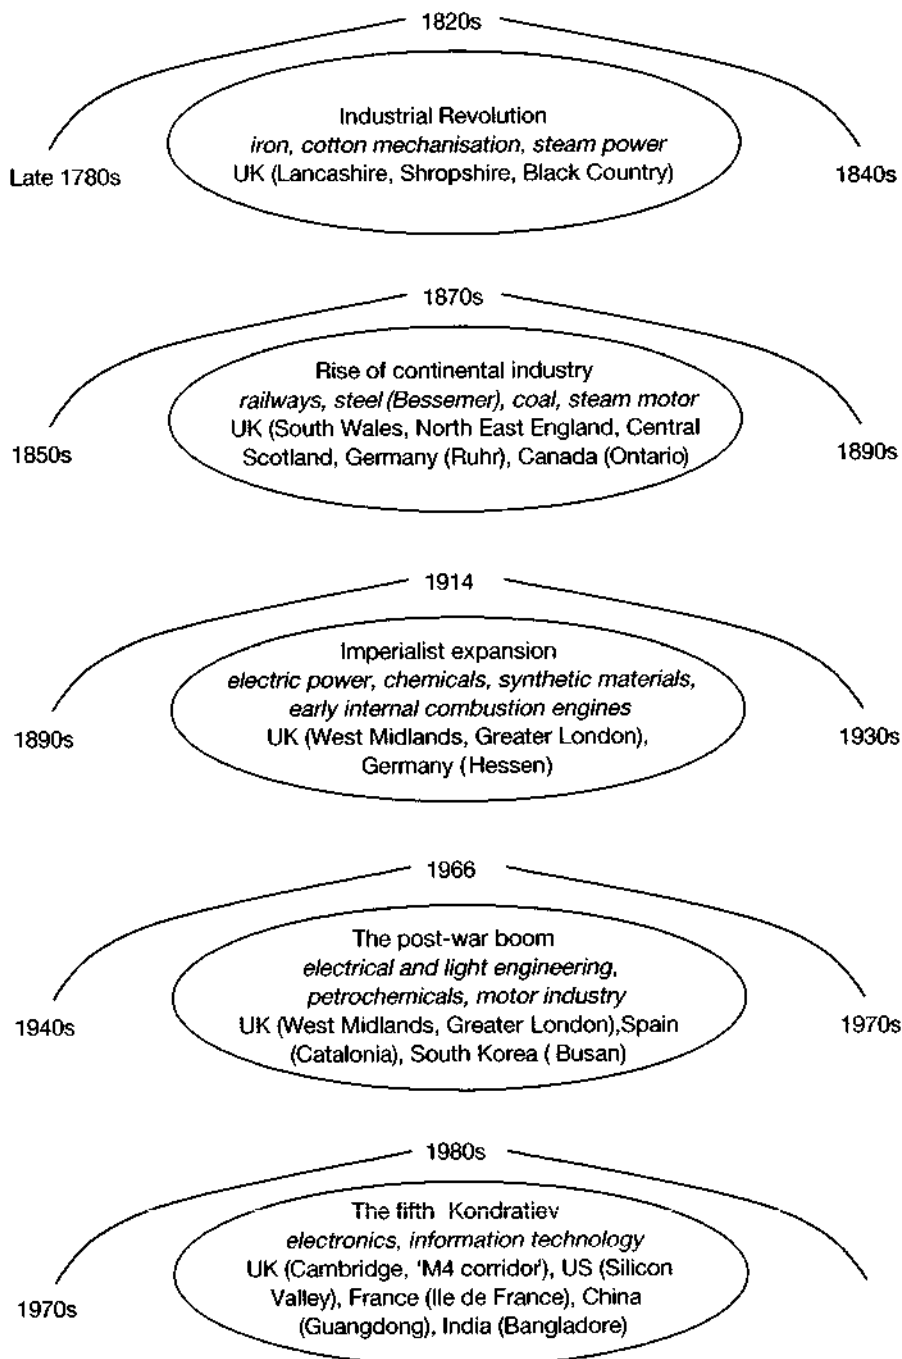 1820s
Industrial Revolution
iron, cotton mechanisation, steam power
UK (Lancashire, Shropshire, Black Country)
Late 1780s
1840s
1870s
Rise of continental industry
railways, steel (Bessemer), coal, steam motor
UK (South Wales, North East England, Central
Scotland, Germany (Ruhr), Canada (Ontario)
1850s
1890s
1914
Imperialist expansion
electric power, chemicals, synthetic materials,
early internal combustion engines
UK (West Midlands, Greater London),
Germany (Hessen)
1890s
1930s
1966
The post-war boom
electrical and light engineering,
petrochemicals, motor industry
UK (West Midlands, Greater London),Spain
(Catalonia), South Korea ( Busan)
1940s
1970s
1980s
The fifth Kondratiev
electronics, information technology
UK (Cambridge, 'M4 corridor'), US (Silicon
Valley), France (Ile de France), China
(Guangdong), India (Bangladore)
1970s